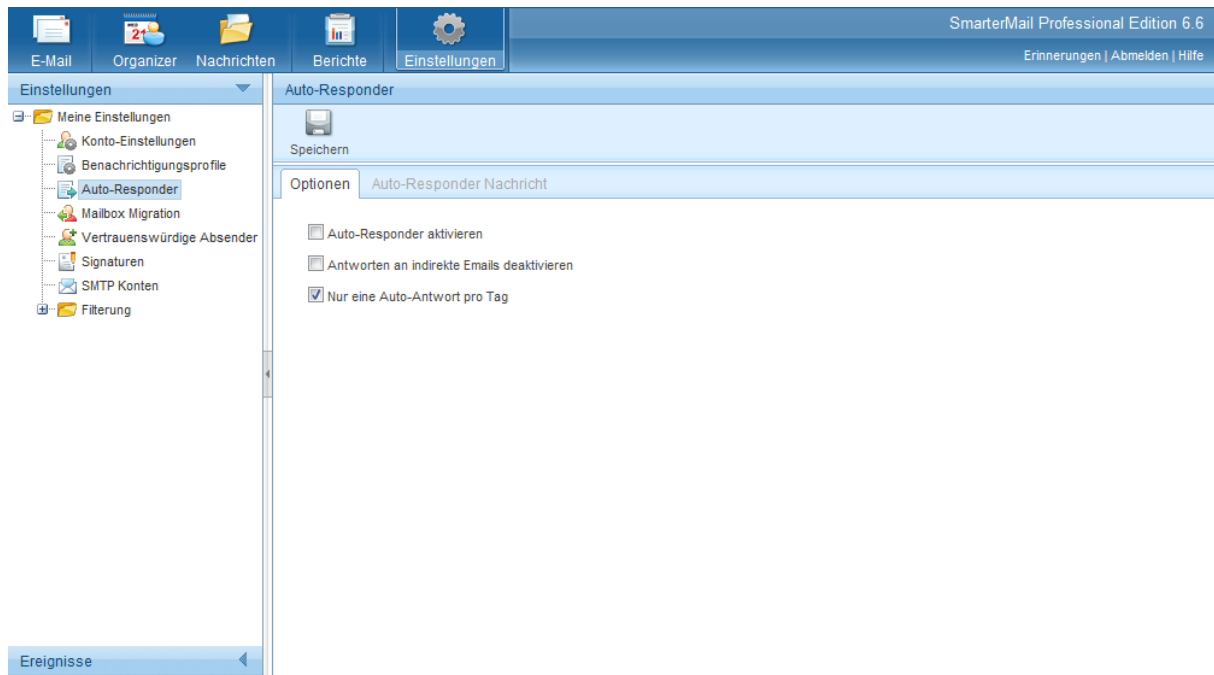 SmarterMail Professional Edition 6.6
21
E-Mail Organizer Nachrichten Berichte Einstellungen
Erinnerungen | Abmelden | Hilfe
Einstellungen
Auto-Responder
Meine Einstellungen
Konto-Einstellungen
Benachrichtigungsprofile
Auto-Responder
Mailbox Migration
Vertrauenswürdige Absender
Signaturen
SMTP Konten
Filterung
Speichern
Optionen Auto-Responder Nachricht
Auto-Responder aktivieren
Antworten an indirekte Emails deaktivieren
Nur eine Auto-Antwort pro Tag
Ereignisse